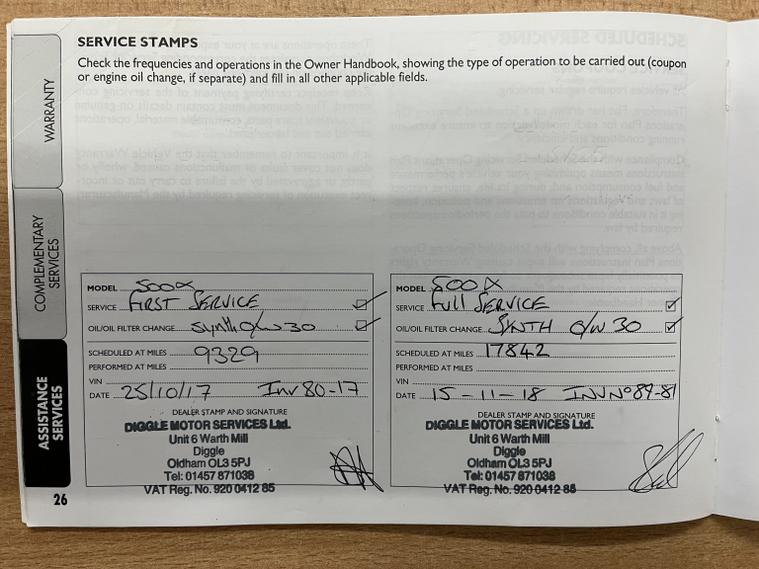 SERVICE STAMPS
Check the frequencies and operations in the Owner Handbook, showing the type of operation to be carried out (coupon
or engine oil change, if separate) and fill in all other applicable fields.
WARRANTY
COMPLEMENTARY
SERVICES
ASSISTANCE
SERVICES
MODEL 500X
SERVICE FIRST SERVICE
OIL/OIL FILTER CHANGE Synth 0/W 30
SCHEDULED AT MILES 9329
PERFORMED AT MILES
VIN
DATE 25/10/17 Inv 80-17
DEALER STAMP AND SIGNATURE
DIGGLE MOTOR SERVICES Ltd.
Unit 6 Warth Mill
Diggle
Oldham OL3 5PJ
Tel: 01457 871038
VAT Reg. No. 920 0412 85
MODEL 500X
SERVICE Full SERVICE
OIL/OIL FILTER CHANGE SYNTH 0/W 30
SCHEDULED AT MILES 17842
PERFORMED AT MILES
VIN
DATE 15-11-18 INV Nº 89-81
DEALER STAMP AND SIGNATURE
DIGGLE MOTOR SERVICES Ltd.
Unit 6 Warth Mill
Diggle
Oldham OL3 5PJ
Tel: 01457 871038
VAT Reg. No. 920 0412 85
26